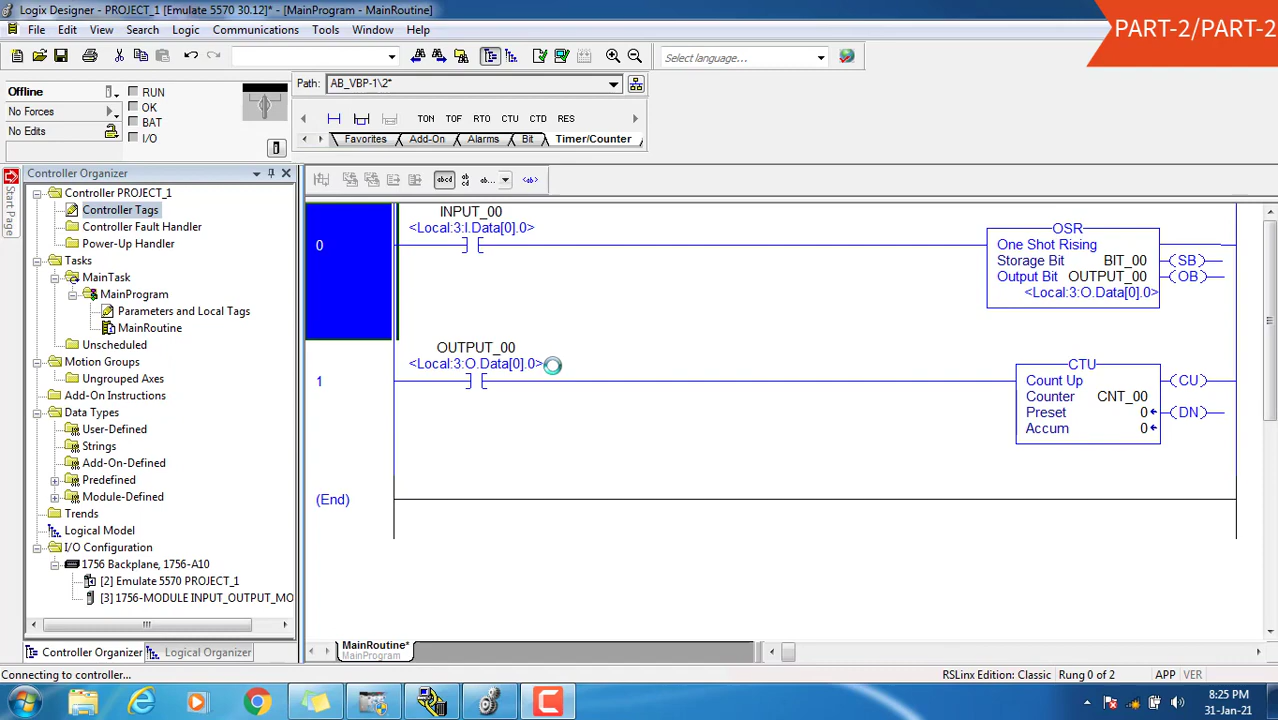 Logix Designer - PROJECT_1 [Emulate 5570 30.12]* - [MainProgram - MainRoutine]
PART-2/PART-2
File Edit View Search Logic Communications Tools Window Help
Select language...
Path: AB_VBP-1\2*
Offline
RUN
No Forces
OK
No Edits
BAT
I/O
TON TOF RTO CTU CTD RES
Favorites Add-On Alarms Bit Timer/Counter
Start Page
Controller Organizer
Controller PROJECT_1
Controller Tags
Controller Fault Handler
Power-Up Handler
Tasks
MainTask
MainProgram
Parameters and Local Tags
MainRoutine
Unscheduled
Motion Groups
Ungrouped Axes
Add-On Instructions
Data Types
User-Defined
Strings
Add-On-Defined
Predefined
Module-Defined
Trends
Logical Model
I/O Configuration
1756 Backplane, 1756-A10
[2] Emulate 5570 PROJECT_1
[3] 1756-MODULE INPUT_OUTPUT_MO
Controller Organizer Logical Organizer
INPUT_00
<Local:3:I.Data[0].0>
0
OSR
One Shot Rising
Storage Bit BIT_00 SB
Output Bit OUTPUT_00 OB
<Local:3:O.Data[0].0>
OUTPUT_00
<Local:3:O.Data[0].0>
1
CTU
Count Up CU
Counter CNT_00
Preset 0 DN
Accum 0
(End)
MainRoutine*
MainProgram
Connecting to controller...
RSLinx Edition: Classic
Rung 0 of 2
APP VER
8:25 PM
31-Jan-21